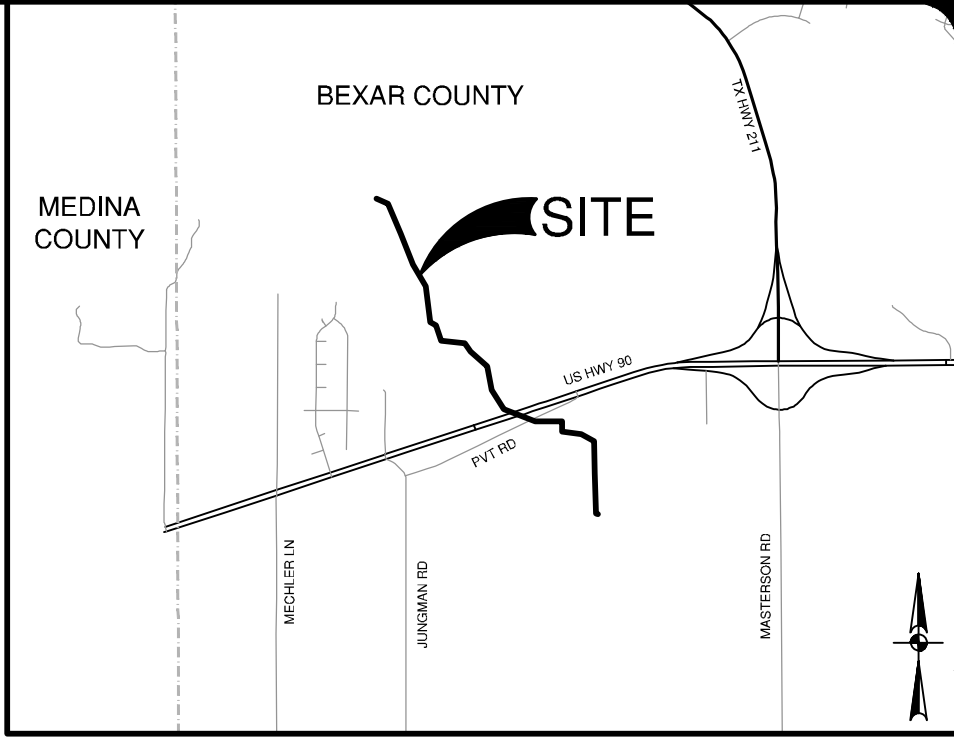 BEXAR COUNTY
TX HWY 211
MEDINA
COUNTY
SITE
US HWY 90
PVT RD
MECHLER LN
JUNGMAN RD
MASTERSON RD